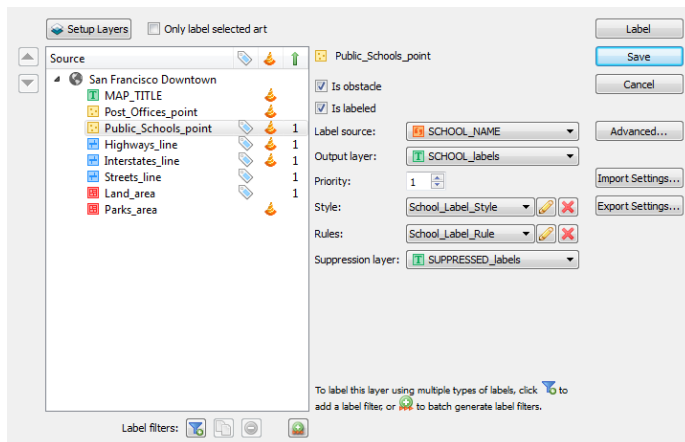 Setup Layers
Only label selected art
Label
Source
Public_Schools_point
Save
San Francisco Downtown
Cancel
MAP_TITLE
Is obstacle
Post_Offices_point
Is labeled
Public_Schools_point 1
Label source: SCHOOL_NAME
Advanced...
Highways_line 1
Interstates_line 1
Output layer: SCHOOL_labels
Streets_line 1
Priority: 1
Import Settings...
Land_area 1
Parks_area
Style: School_Label_Style
Export Settings...
Rules: School_Label_Rule
Suppression layer: SUPPRESSED_labels
To label this layer using multiple types of labels, click to
add a label filter, or to batch generate label filters.
Label filters: